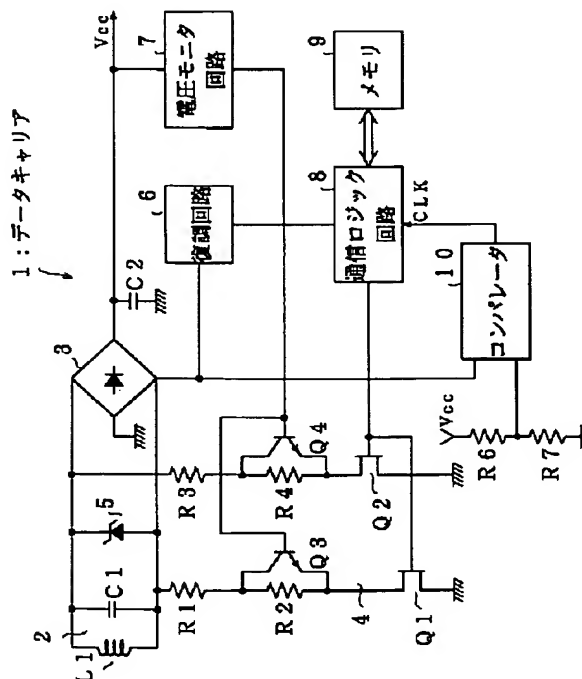 1：データキャリア
Vcc
7
電圧モニタ
回路
9
メモリ
6
復調回路
8
通信ロジック
回路
CLK
10
コンパレータ
C2
3
Vcc
R6
R7
Q4
R3
R4
Q2
5
C1
2
L1
Q3
R1
R2
4
Q1